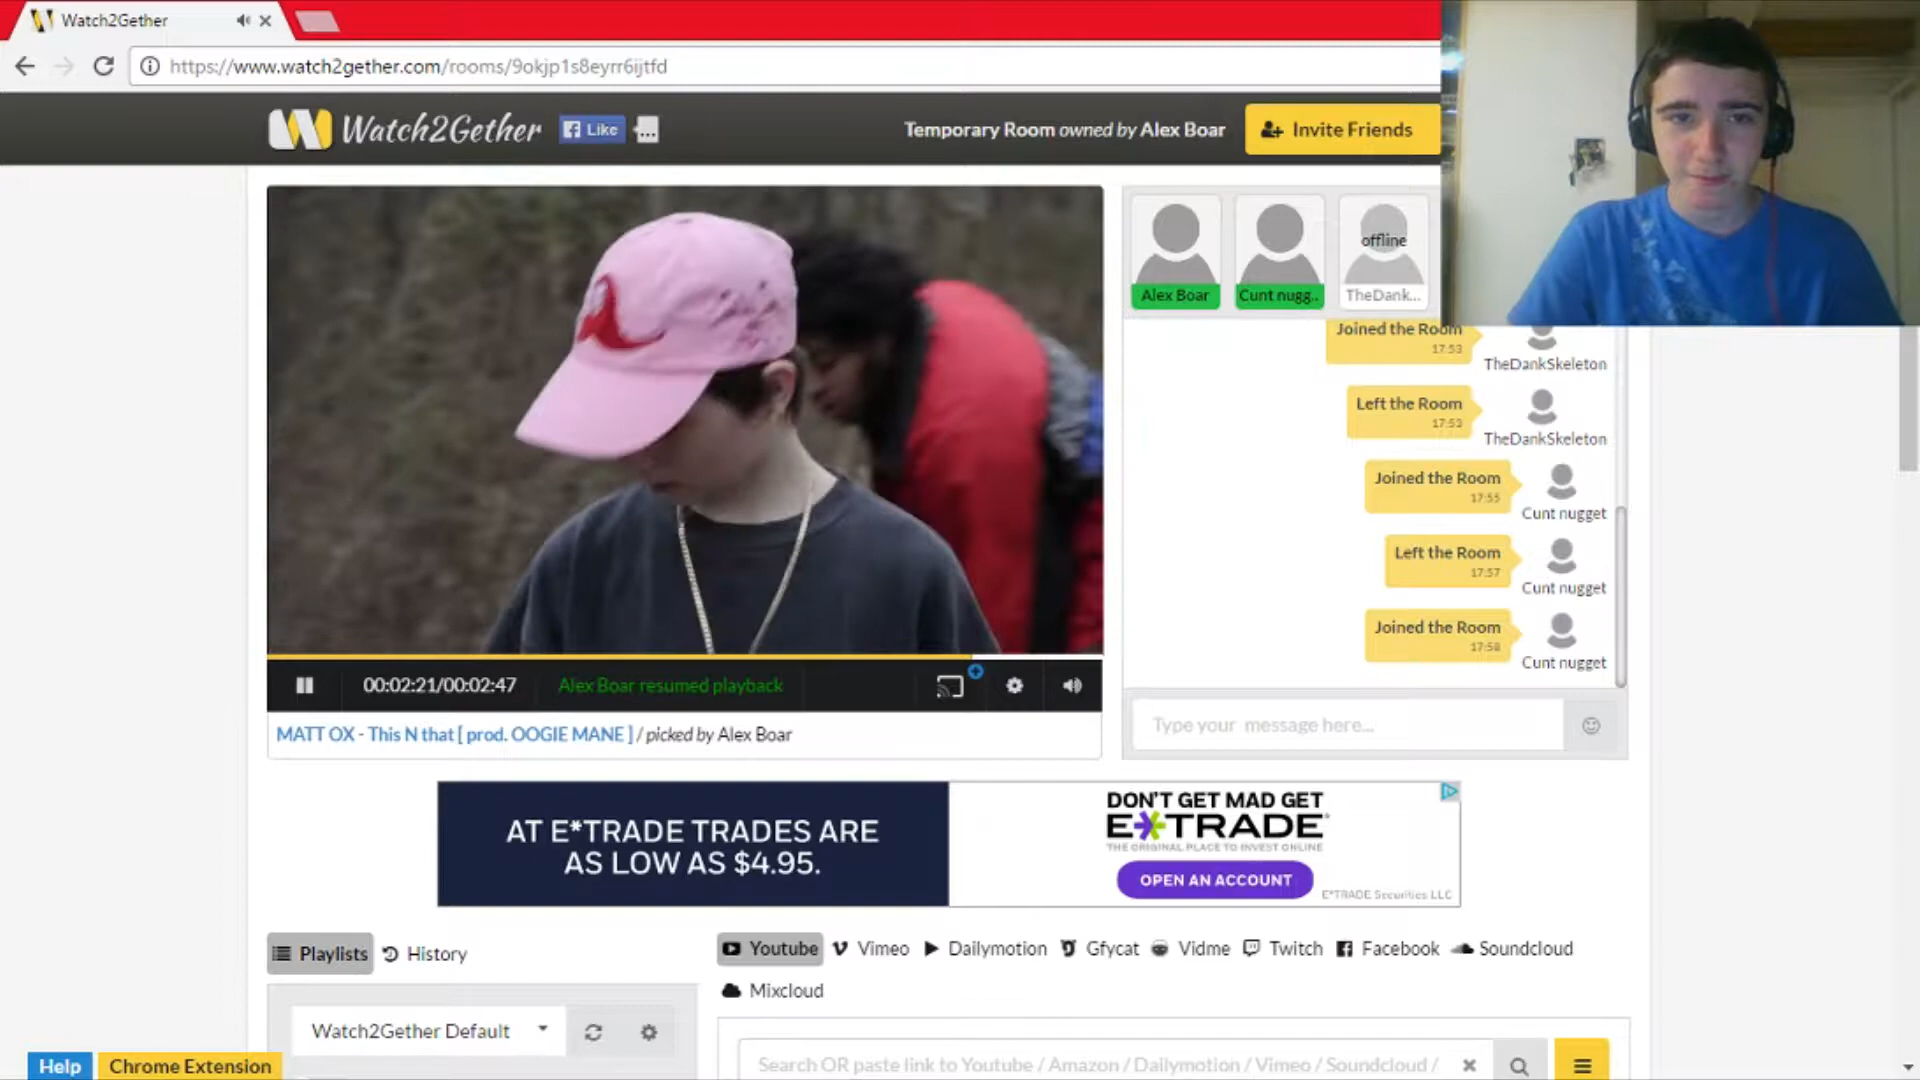 Watch2Gether
https://www.watch2gether.com/rooms/9okjp1s8eyrr6ijtfd
Watch2Gether
Like
...
Temporary Room owned by Alex Boar
Invite Friends
Alex Boar
Cunt nugg..
offline
TheDank...
Joined the Room
17:53
TheDankSkeleton
Left the Room
17:53
TheDankSkeleton
Joined the Room
17:55
Cunt nugget
Left the Room
17:57
Cunt nugget
Joined the Room
17:58
Cunt nugget
00:02:21/00:02:47
Alex Boar resumed playback
MATT OX - This N that [ prod. OOGIE MANE ] / picked by Alex Boar
Type your message here...
AT E*TRADE TRADES ARE
AS LOW AS $4.95.
DON'T GET MAD GET
E*TRADE
THE ORIGINAL PLACE TO INVEST ONLINE
OPEN AN ACCOUNT
E*TRADE Securities LLC
Playlists
History
Youtube
Vimeo
Dailymotion
Gfycat
Vidme
Twitch
Facebook
Soundcloud
Mixcloud
Watch2Gether Default
Search OR paste link to Youtube / Amazon / Dailymotion / Vimeo / Soundcloud /
Help
Chrome Extension